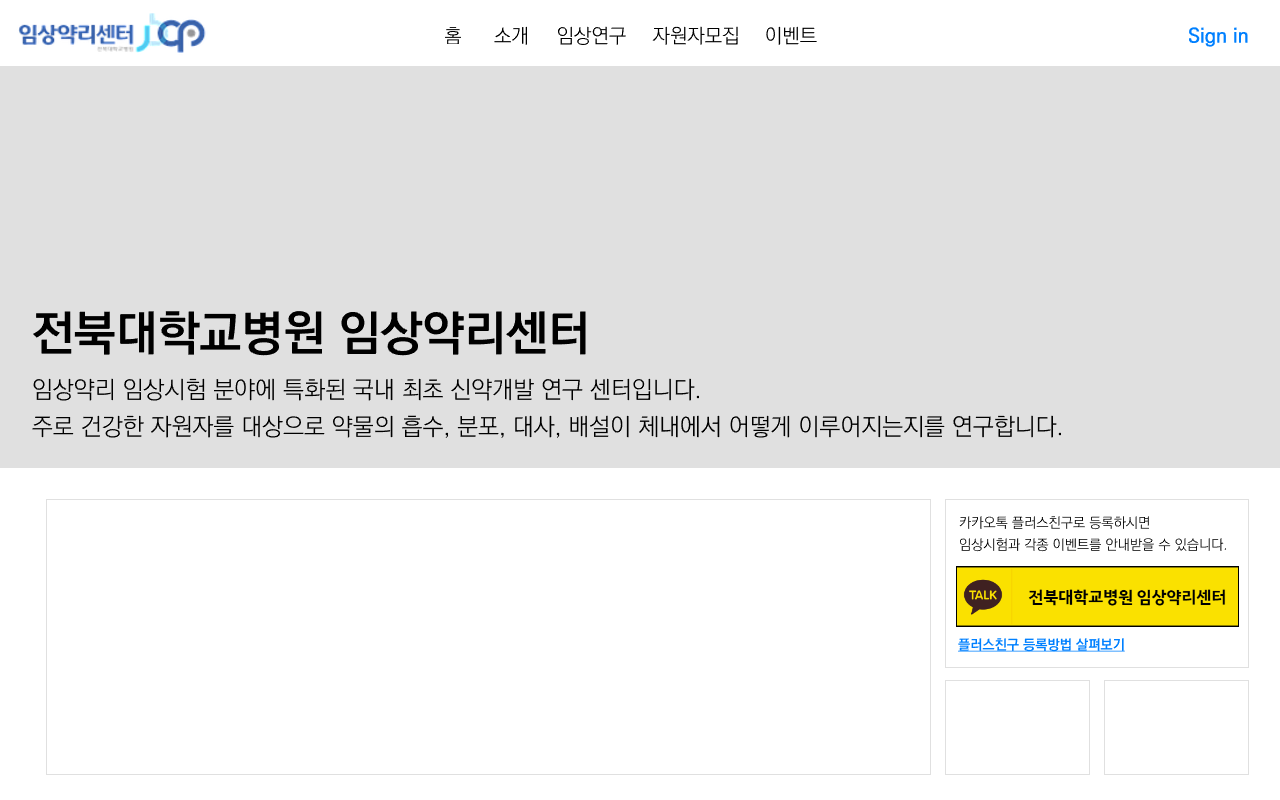 임상약리센터
전북대학교병원
홈 소개 임상연구 자원자모집 이벤트
Sign in
전북대학교병원 임상약리센터
임상약리 임상시험 분야에 특화된 국내 최초 신약개발 연구 센터입니다.
주로 건강한 자원자를 대상으로 약물의 흡수, 분포, 대사, 배설이 체내에서 어떻게 이루어지는지를 연구합니다.
카카오톡 플러스친구로 등록하시면
임상시험과 각종 이벤트를 안내받을 수 있습니다.
TALK 전북대학교병원 임상약리센터
플러스친구 등록방법 살펴보기